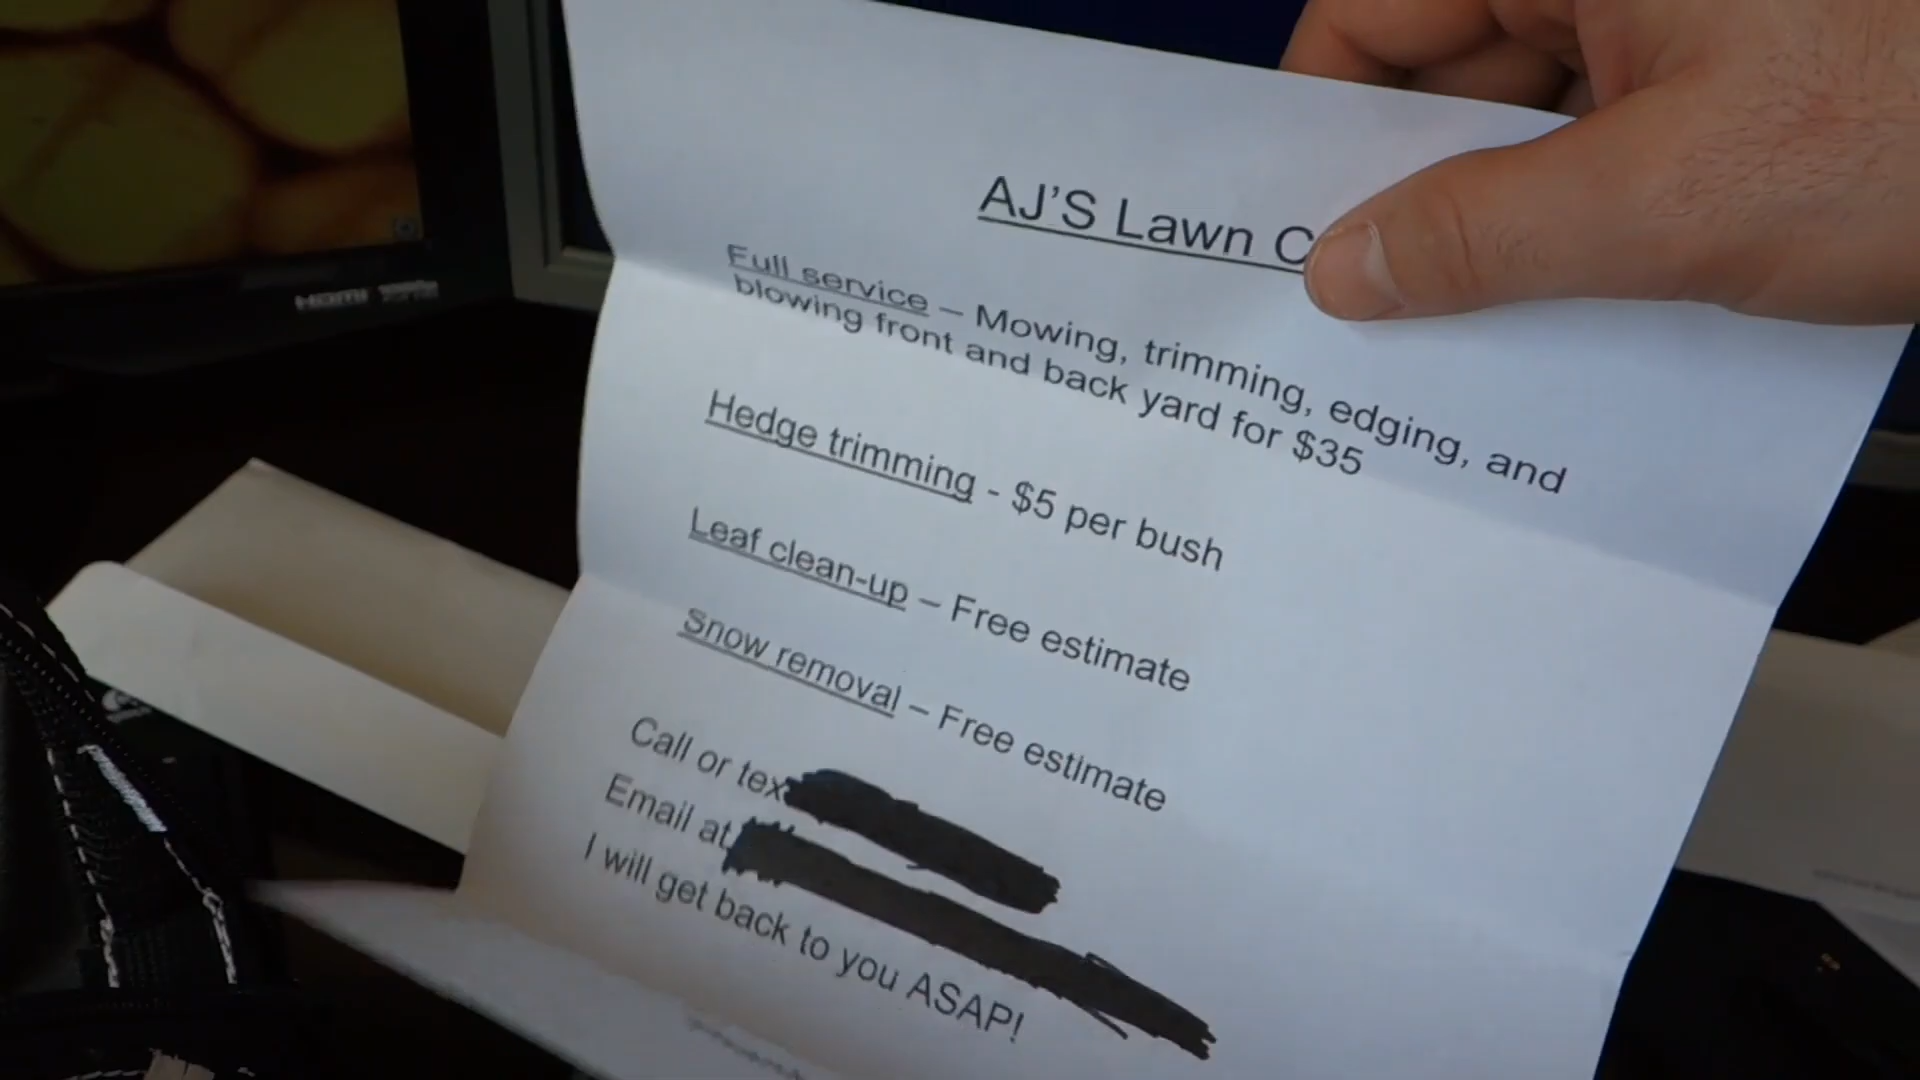 AJ'S Lawn C
Full service – Mowing, trimming, edging, and
blowing front and back yard for $35
Hedge trimming - $5 per bush
Leaf clean-up – Free estimate
Snow removal – Free estimate
Call or tex
Email at
I will get back to you ASAP!
HDMI